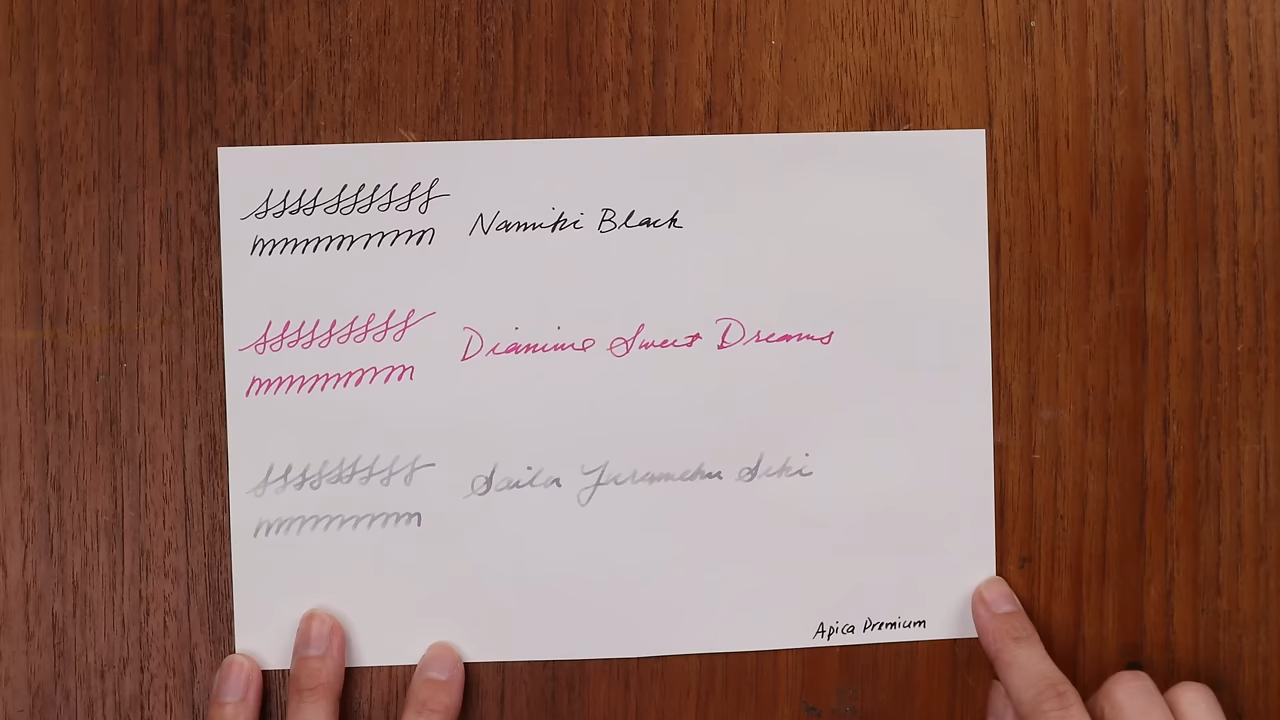 Namiki Black
Diamine Sweet Dreams
Sailor Yurameku Seki
Apica Premium